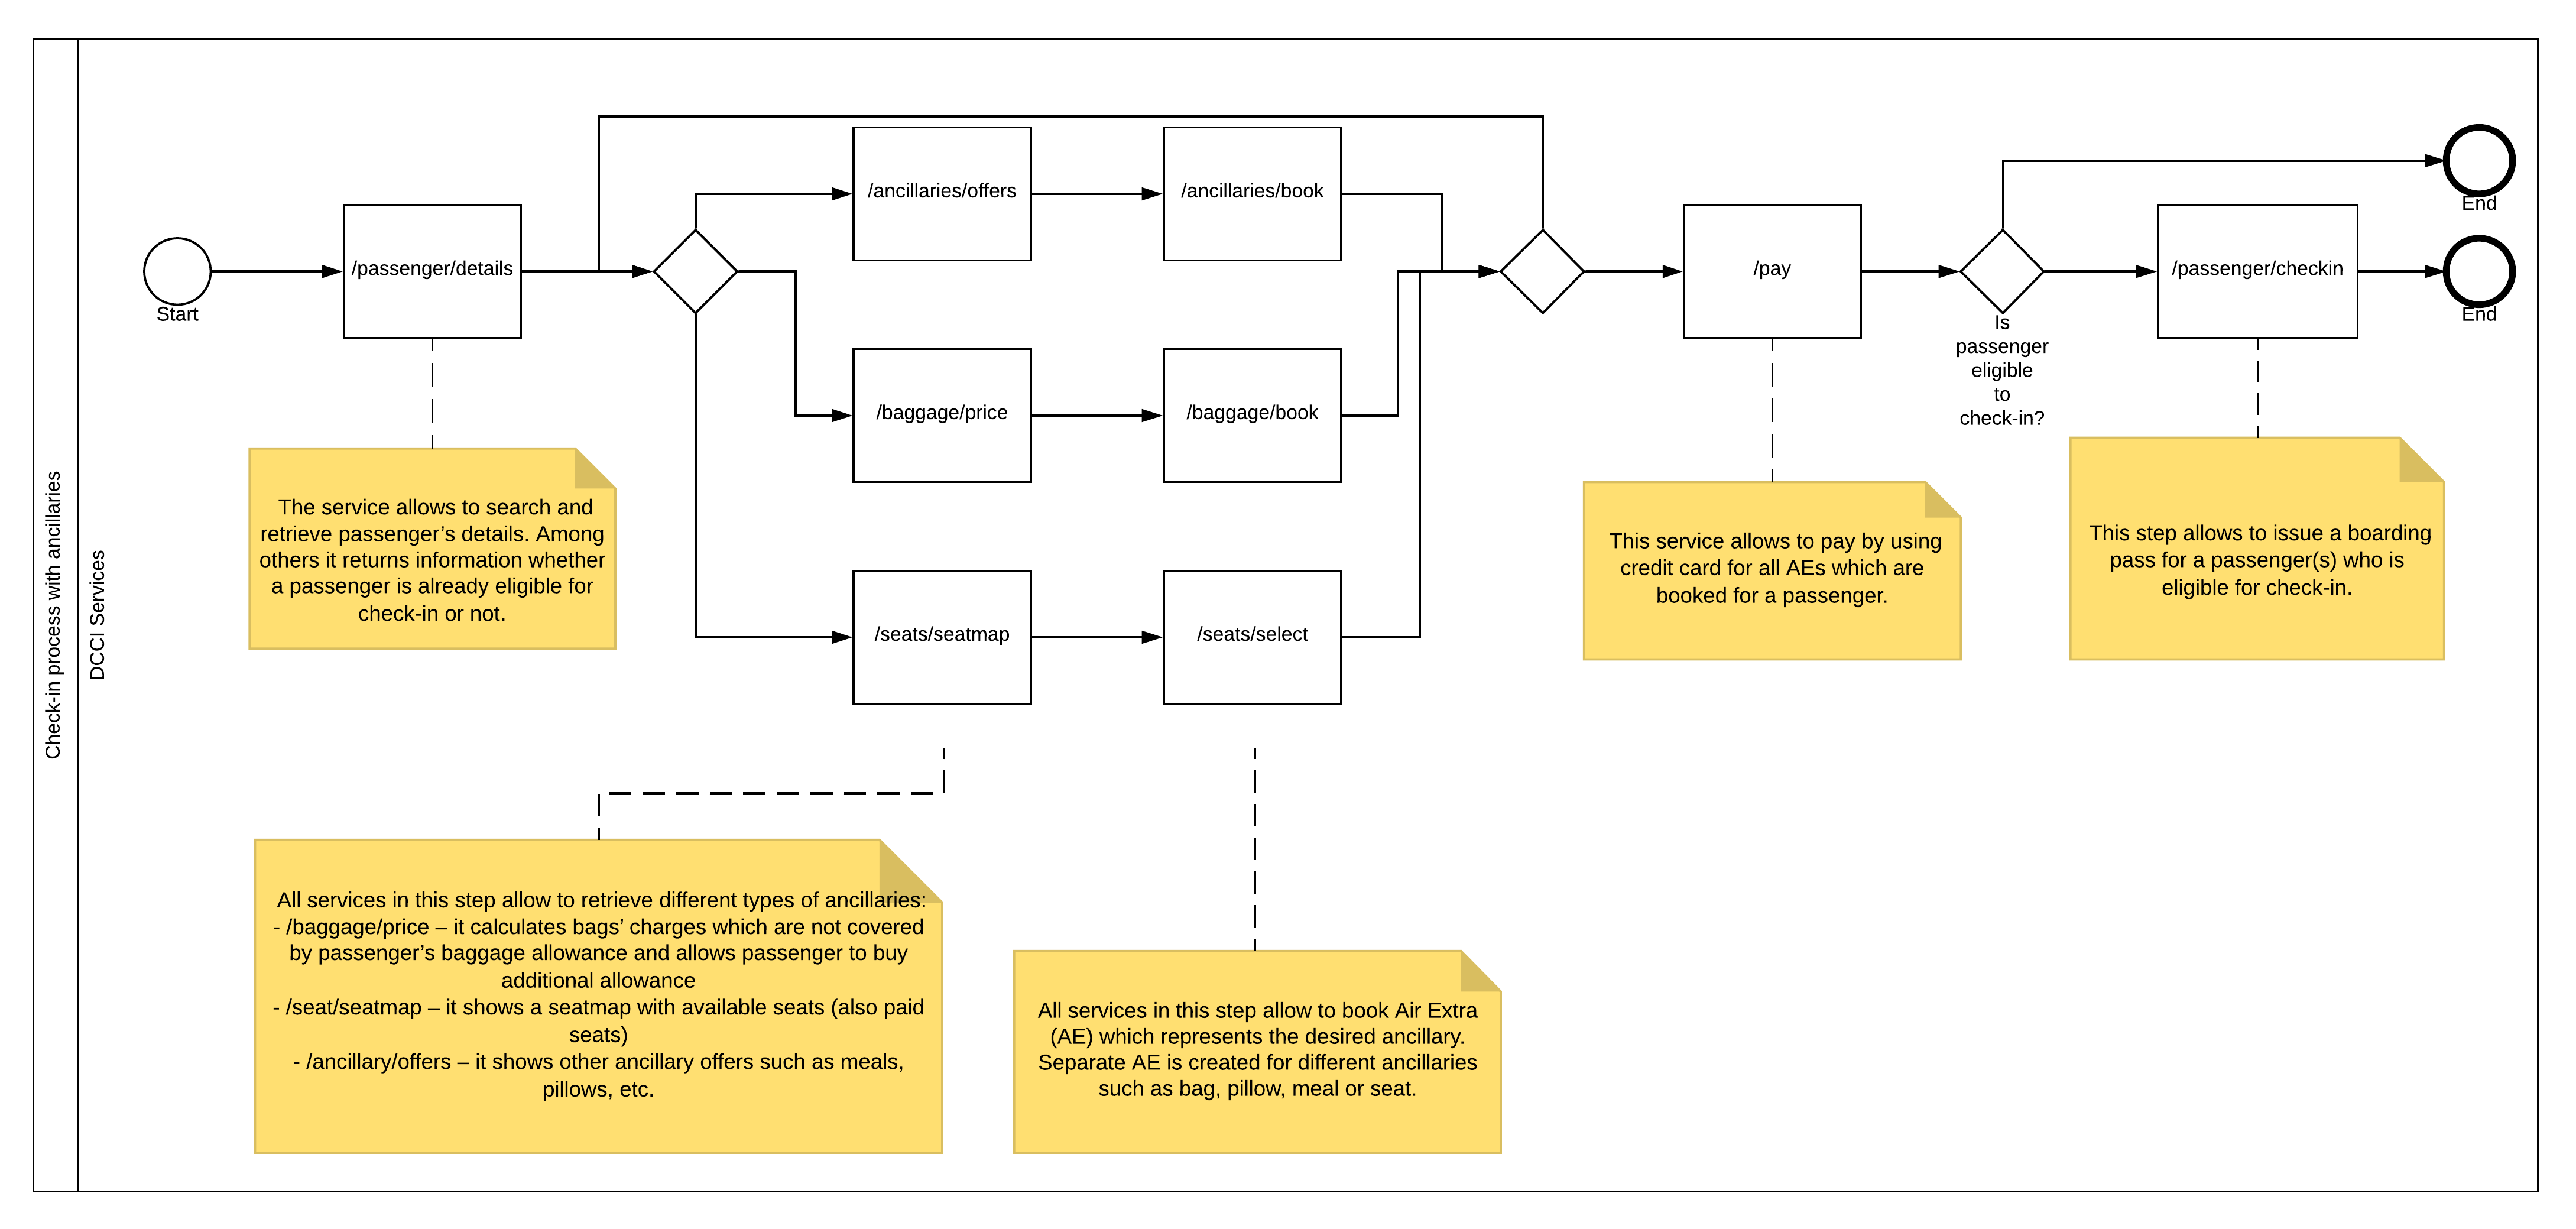 Check-in process with ancillaries
DCCI Services
Start
/passenger/details
/ancillaries/offers
/ancillaries/book
/baggage/price
/baggage/book
/seats/seatmap
/seats/select
/pay
Is
passenger
eligible
to
check-in?
/passenger/checkin
End
End
The service allows to search and
retrieve passenger’s details. Among
others it returns information whether
a passenger is already eligible for
check-in or not.
This service allows to pay by using
credit card for all AEs which are
booked for a passenger.
This step allows to issue a boarding
pass for a passenger(s) who is
eligible for check-in.
All services in this step allow to retrieve different types of ancillaries:
- /baggage/price – it calculates bags’ charges which are not covered
by passenger’s baggage allowance and allows passenger to buy
additional allowance
- /seat/seatmap – it shows a seatmap with available seats (also paid
seats)
- /ancillary/offers – it shows other ancillary offers such as meals,
pillows, etc.
All services in this step allow to book Air Extra
(AE) which represents the desired ancillary.
Separate AE is created for different ancillaries
such as bag, pillow, meal or seat.